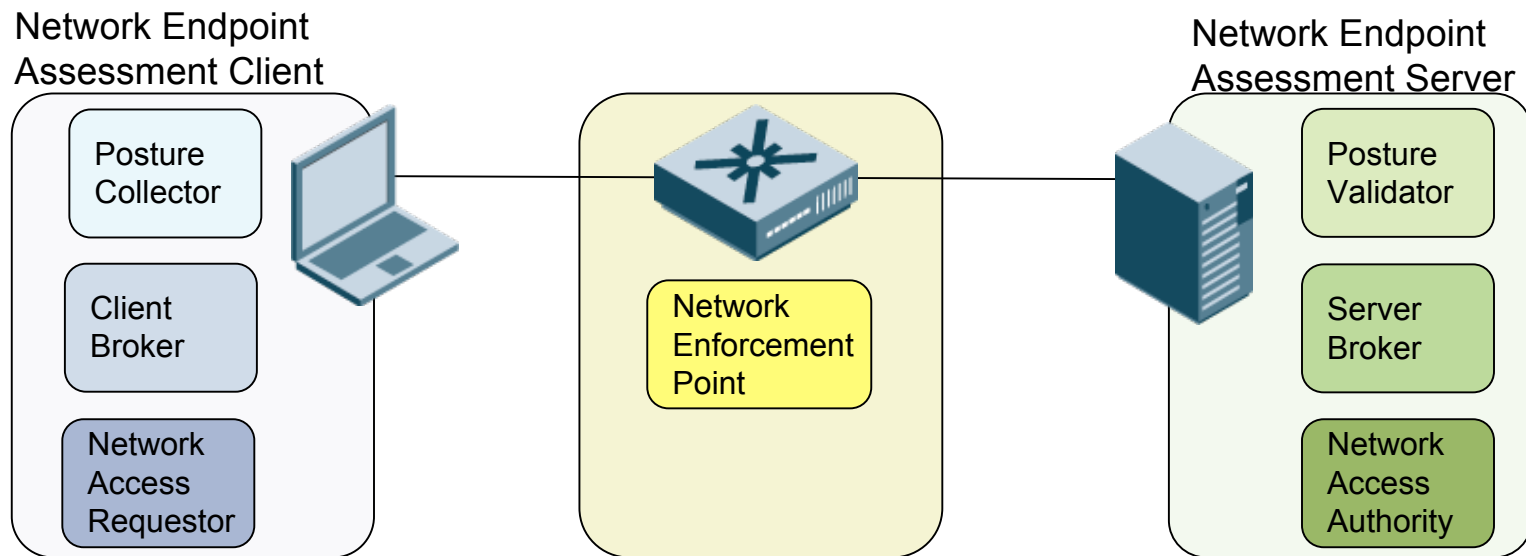 Network Endpoint
Assessment Client
Posture
Collector
Client
Broker
Network
Access
Requestor
Network
Enforcement
Point
Network Endpoint
Assessment Server
Posture
Validator
Server
Broker
Network
Access
Authority